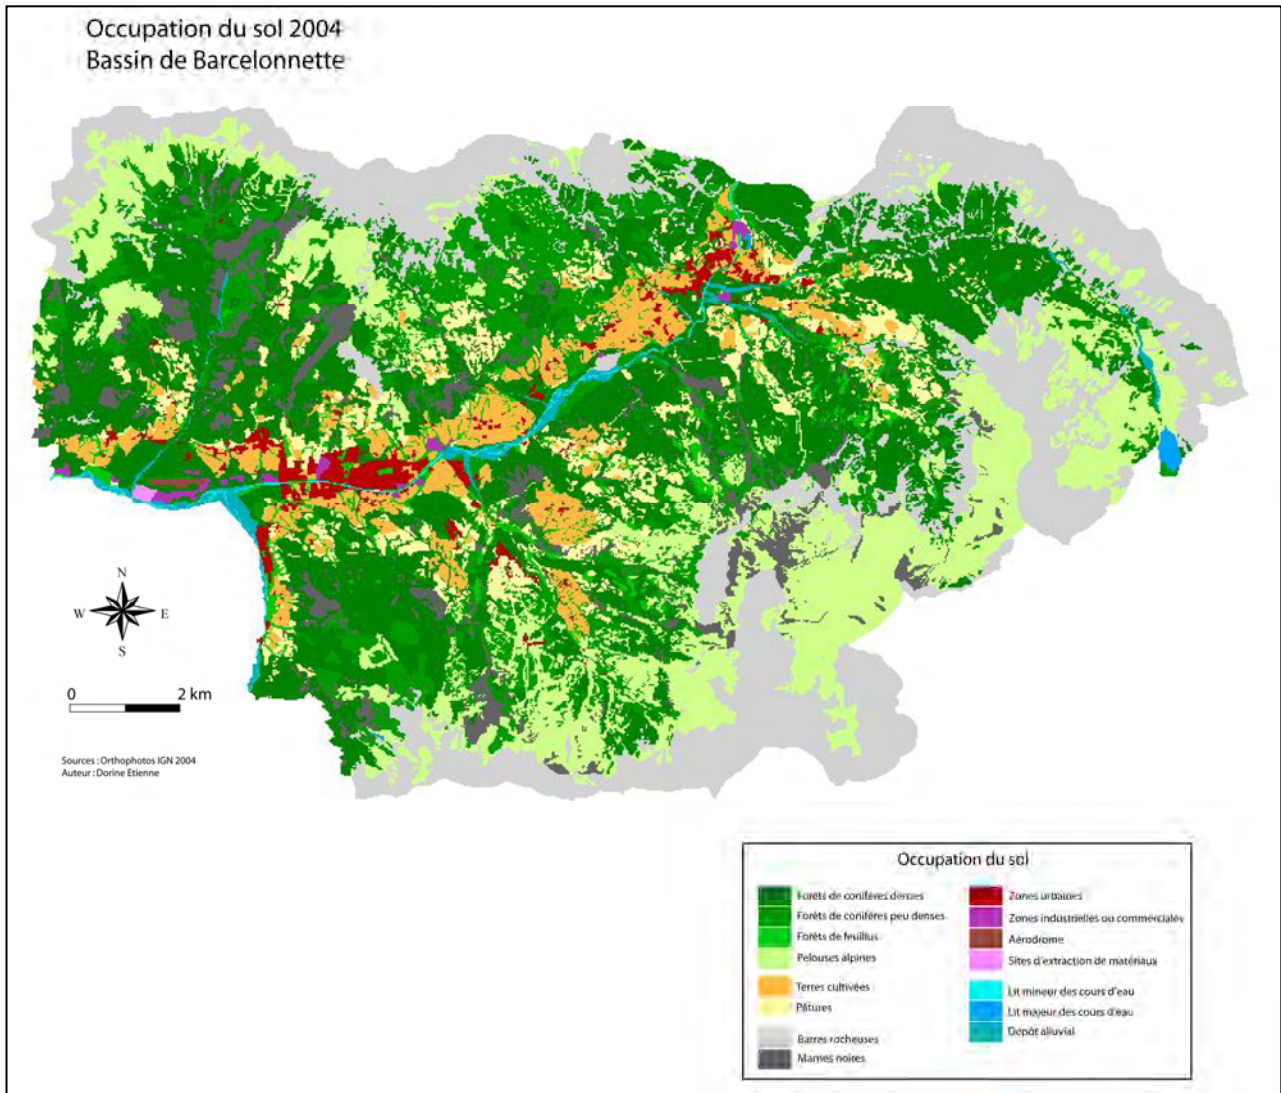 Occupation du sol 2004
Bassin de Barcelonnette
N
W
E
S
0 2 km
Sources : Orthophotos IGN 2004
Auteur : Dorine Etienne
Occupation du sol
Forêts de conifères denses
Forêts de conifères peu denses
Forêts de feuillus
Pelouses alpines
Terres cultivées
Pâtures
Barres rocheuses
Marnes noires
Zones urbaines
Zones industrielles ou commerciales
Aérodrome
Sites d'extraction de matériaux
Lit mineur des cours d'eau
Lit majeur des cours d'eau
Dépôt alluvial